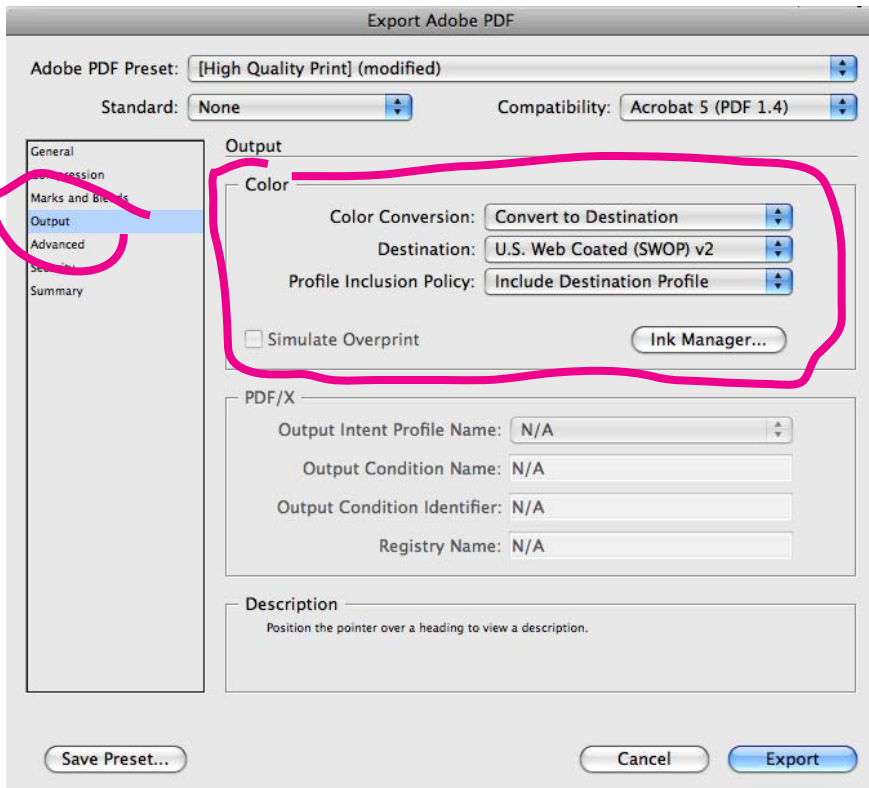 Export Adobe PDF
Adobe PDF Preset: [High Quality Print] (modified)
Standard: None Compatibility: Acrobat 5 (PDF 1.4)
General
Compression
Marks and Bleeds
Output
Advanced
Security
Summary
Output
Color
Color Conversion: Convert to Destination
Destination: U.S. Web Coated (SWOP) v2
Profile Inclusion Policy: Include Destination Profile
Simulate Overprint Ink Manager...
PDF/X
Output Intent Profile Name: N/A
Output Condition Name: N/A
Output Condition Identifier: N/A
Registry Name: N/A
Description
Position the pointer over a heading to view a description.
Save Preset... Cancel Export